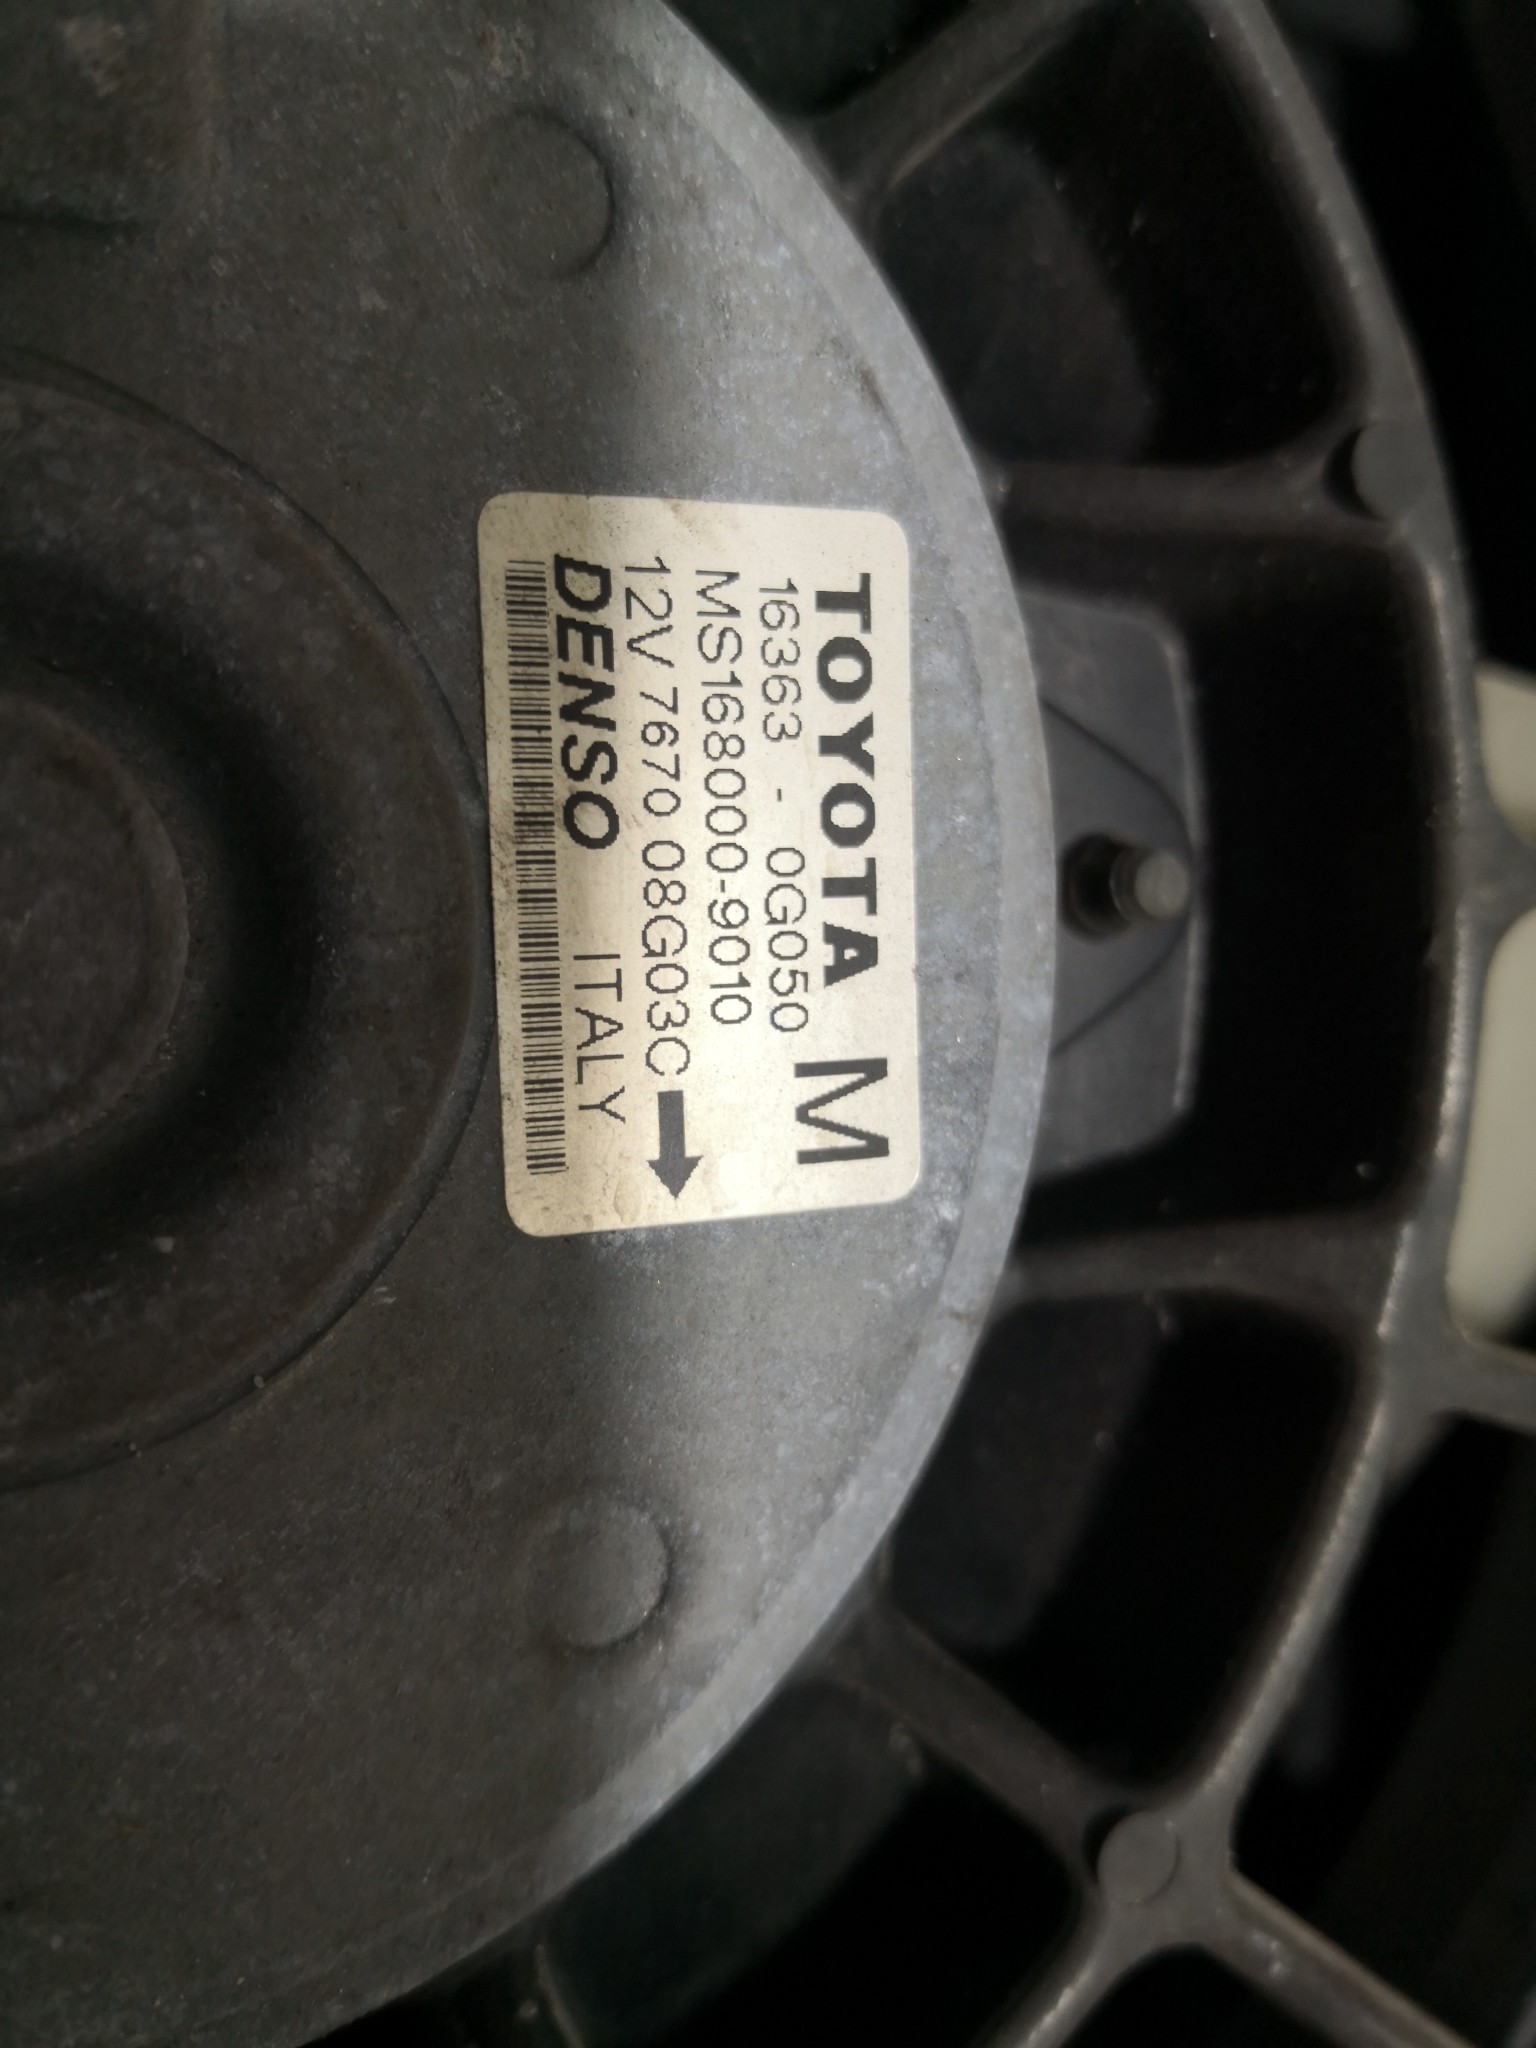 TOYOTA M
16363 - 0G050
MS168000-9010
12V 7670 08G03C
DENSO ITALY